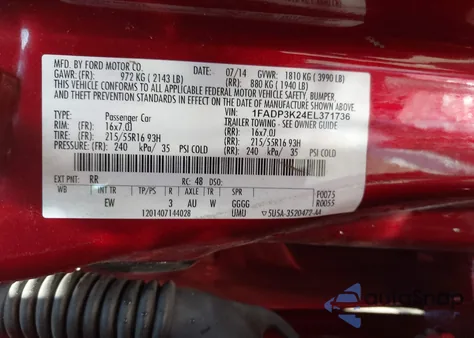 MFD. BY FORD MOTOR CO. 07/14 GVWR: 1810 KG (3990 LB)
GAWR: (FR): 972 KG (2143 LB) (RR): 880 KG (1940 LB)
THIS VEHICLE CONFORMS TO ALL APPLICABLE FEDERAL MOTOR VEHICLE SAFETY, BUMPER,
AND THEFT PREVENTION STANDARDS IN EFFECT ON THE DATE OF MANUFACTURE SHOWN ABOVE.
VIN: 1FADP3K24EL371736
TYPE: Passenger Car TRAILER TOWING - SEE OWNER GUIDE
RIM: (FR): 16x7.0J (RR): 16x7.0J
TIRE: (FR): 215/55R16 93H (RR): 215/55R16 93H
PRESSURE: (FR): 240 kPa/ 35 PSI COLD (RR): 240 kPa/ 35 PSI COLD
EXT PNT: RR RC: 48 DSO:
WB INT TR TP/PS R AXLE TR SPR F0075
EW 3 AU W GGGG R0055
1201407144028 UMU 5USA-3520472-AA
AutoSnap